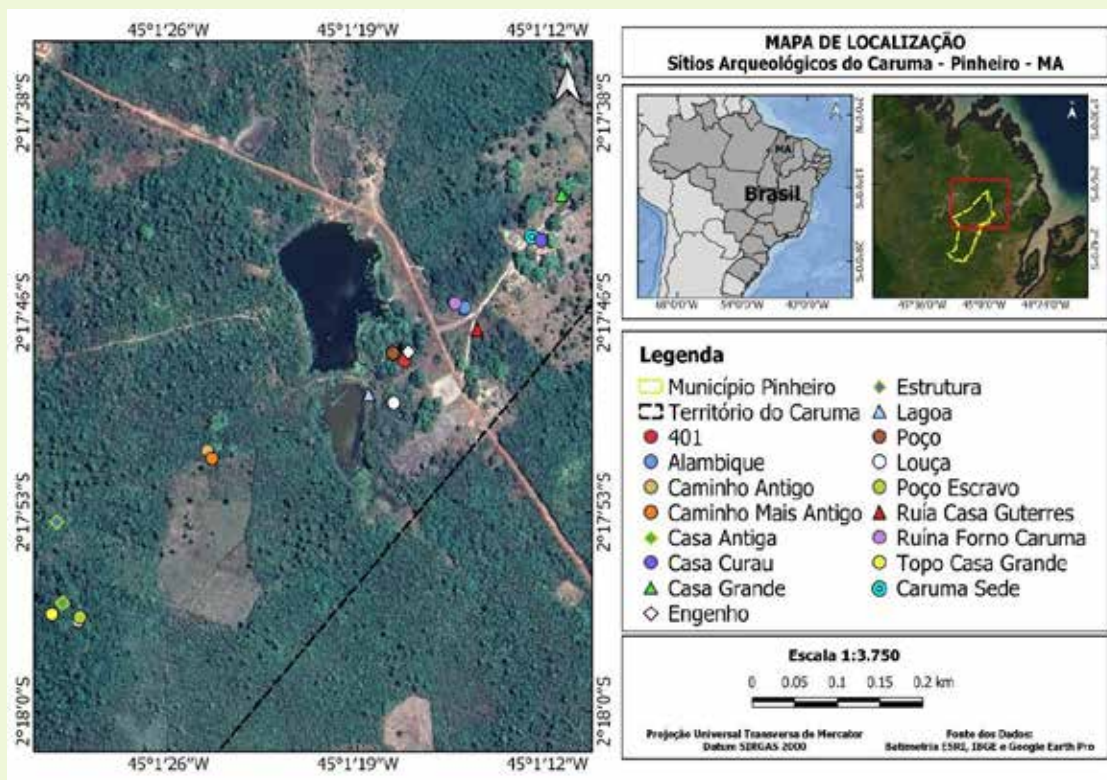 45°1'26"S 45°1'19"S 45°1'12"S
2°17'38"S
2°17'46"S
2°17'53"S
2°18'0"S
2°17'38"S
2°17'46"S
2°17'53"S
2°18'0"S
45°1'26"S 45°1'19"S 45°1'12"S
MAPA DE LOCALIZAÇÃO
Sítios Arqueológicos do Caruma - Pinheiro - MA
MA
Brasil
Legenda
Município Pinheiro
Território do Caruma
401
Alambique
Caminho Antigo
Caminho Mais Antigo
Casa Antiga
Casa Curau
Casa Grande
Engenho
Estrutura
Lagoa
Poço
Louça
Poço Escravo
Ruía Casa Guterres
Ruína Forno Caruma
Topo Casa Grande
Caruma Sede
Escala 1:3.750
0 0.05 0.1 0.15 0.2 km
Projeção Universal Transversa de Mercator
Datum SIRGAS 2000
Fonte dos Dados:
Batimetria ESRI, IBGE e Google Earth Pro